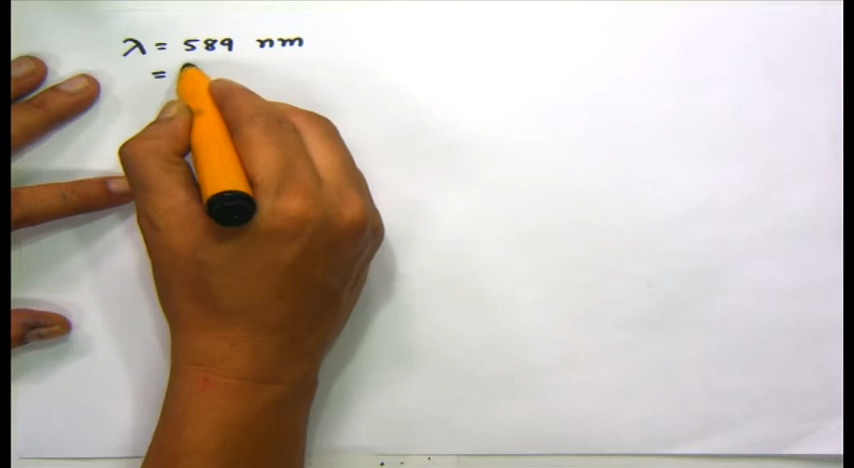 λ = 589 nm
=